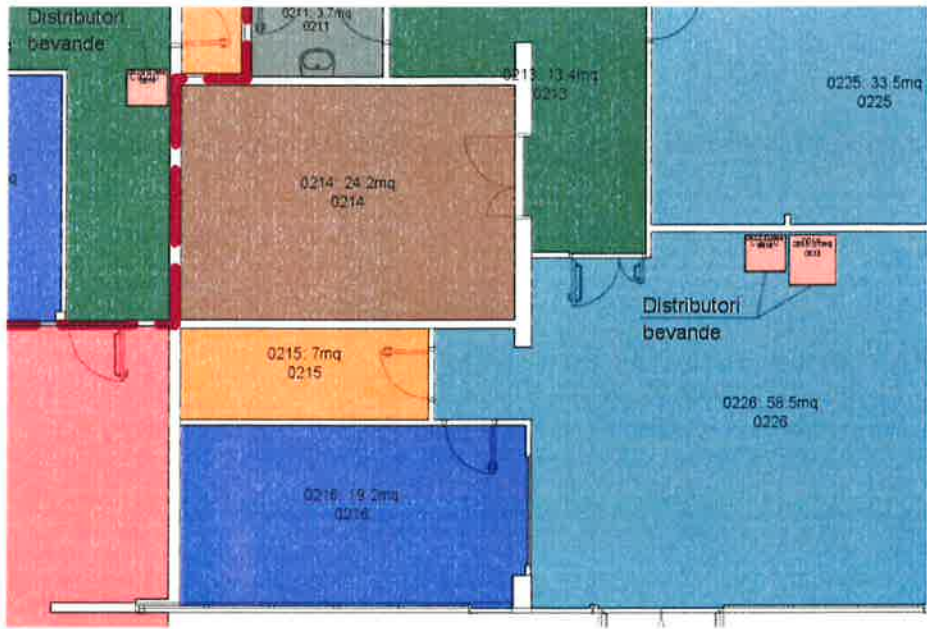 Distributori
bevande
0211: 3.7mq
0211
0213: 13.4mq
0213
0225: 33.5mq
0225
0214: 24.2mq
0214
Distributori
bevande
0215: 7mq
0215
0226: 58.5mq
0226
0216: 19.2mq
0216